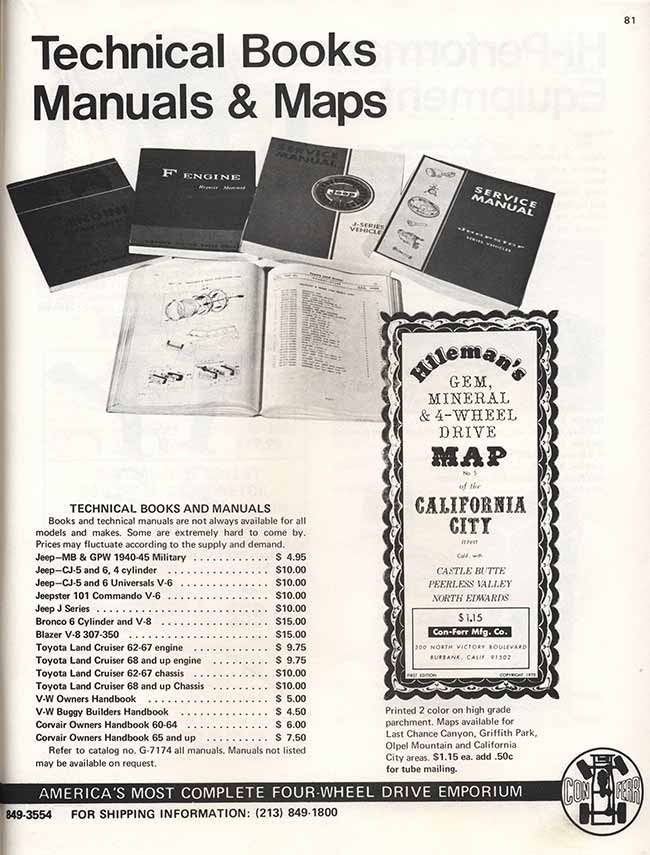 81
Technical Books
Manuals & Maps
F ENGINE
Repair Manual
SERVICE
MANUAL
J-SERIES
VEHICLES
SERVICE
MANUAL
Jeepster
SERIES VEHICLES
Hileman's
GEM,
MINERAL
& 4-WHEEL
DRIVE
MAP
No 5
of the
CALIFORNIA
CITY
area
Calif. with
CASTLE BUTTE
PEERLESS VALLEY
NORTH EDWARDS
$1.15
Con-Ferr Mfg. Co.
300 NORTH VICTORY BOULEVARD
BURBANK, CALIF. 91502
FIRST EDITION
TECHNICAL BOOKS AND MANUALS
Books and technical manuals are not always available for all
models and makes. Some are extremely hard to come by.
Prices may fluctuate according to the supply and demand.
Jeep—MB & GPW 1940-45 Military . . . . . . . . . . . . $ 4.95
Jeep—CJ-5 and 6, 4 cylinder . . . . . . . . . . . . . . . $10.00
Jeep—CJ-5 and 6 Universals V-6 . . . . . . . . . . . . . $10.00
Jeepster 101 Commando V-6 . . . . . . . . . . . . . . . $10.00
Jeep J Series . . . . . . . . . . . . . . . . . . . . . . . . $10.00
Bronco 6 Cylinder and V-8 . . . . . . . . . . . . . . . . $15.00
Blazer V-8 307-350 . . . . . . . . . . . . . . . . . . . . $15.00
Toyota Land Cruiser 62-67 engine . . . . . . . . . . . . $ 9.75
Toyota Land Cruiser 68 and up engine . . . . . . . . . $ 9.75
Toyota Land Cruiser 62-67 chassis . . . . . . . . . . . $10.00
Toyota Land Cruiser 68 and up Chassis . . . . . . . . . $10.00
V-W Owners Handbook . . . . . . . . . . . . . . . . . $ 5.00
V-W Buggy Builders Handbook . . . . . . . . . . . . . $ 4.50
Corvair Owners Handbook 60-64 . . . . . . . . . . . . $ 6.00
Corvair Owners Handbook 65 and up . . . . . . . . . . $ 7.50
Refer to catalog no. G-7174 all manuals. Manuals not listed
may be available on request.
Printed 2 color on high grade
parchment. Maps available for
Last Chance Canyon, Griffith Park,
Olpel Mountain and California
City areas. $1.15 ea. add .50c
for tube mailing.
AMERICA'S MOST COMPLETE FOUR-WHEEL DRIVE EMPORIUM
CON FERR
849-3554 FOR SHIPPING INFORMATION: (213) 849-1800